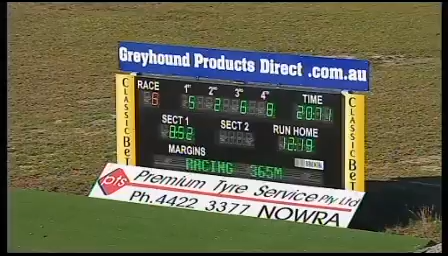 Greyhound Products Direct .com.au
RACE 1st 2nd 3rd 4th TIME
6 5 2 6 8 20:71
SECT 1 SECT 2 RUN HOME
8:52 12:19
MARGINS
RACING 365M
CLASSICBET
CLASSICBET
pts Premium Tyre Service Pty Ltd
Ph.4422 3377 NOWRA